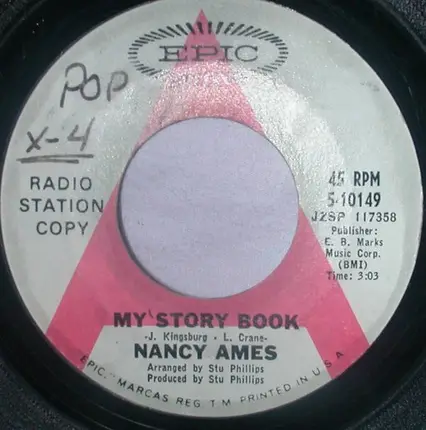 EPIC
POP
X-4
RADIO
STATION
COPY
45 RPM
5-10149
JZSP 117358
Publisher:
E. B. Marks
Music Corp.
(BMI)
Time: 3:03
MY STORY BOOK
-J. Kingsburg - L. Crane-
NANCY AMES
Arranged by Stu Phillips
Produced by Stu Phillips
EPIC, MARCAS REG. T.M. PRINTED IN U.S.A.